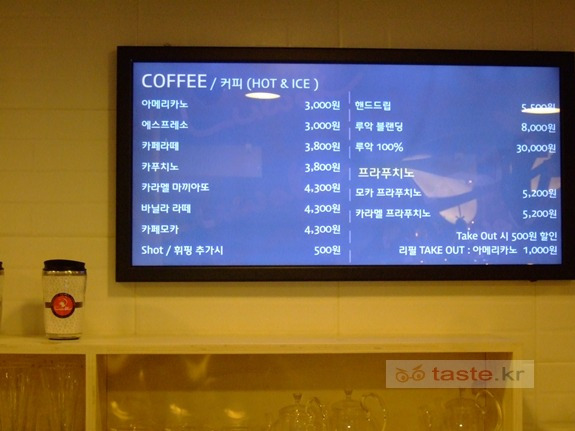 COFFEE / 커피 (HOT & ICE )
아메리카노 3,000원
에스프레소 3,000원
카페라떼 3,800원
카푸치노 3,800원
카라멜 마끼아또 4,300원
바닐라 라떼 4,300원
카페모카 4,300원
Shot / 휘핑 추가시 500원
핸드드립 5,500원
루악 블랜딩 8,000원
루악 100% 30,000원
프라푸치노
모카 프라푸치노 5,200원
카라멜 프라푸치노 5,200원
Take Out 시 500원 할인
리필 TAKE OUT : 아메리카노 1,000원
taste.kr